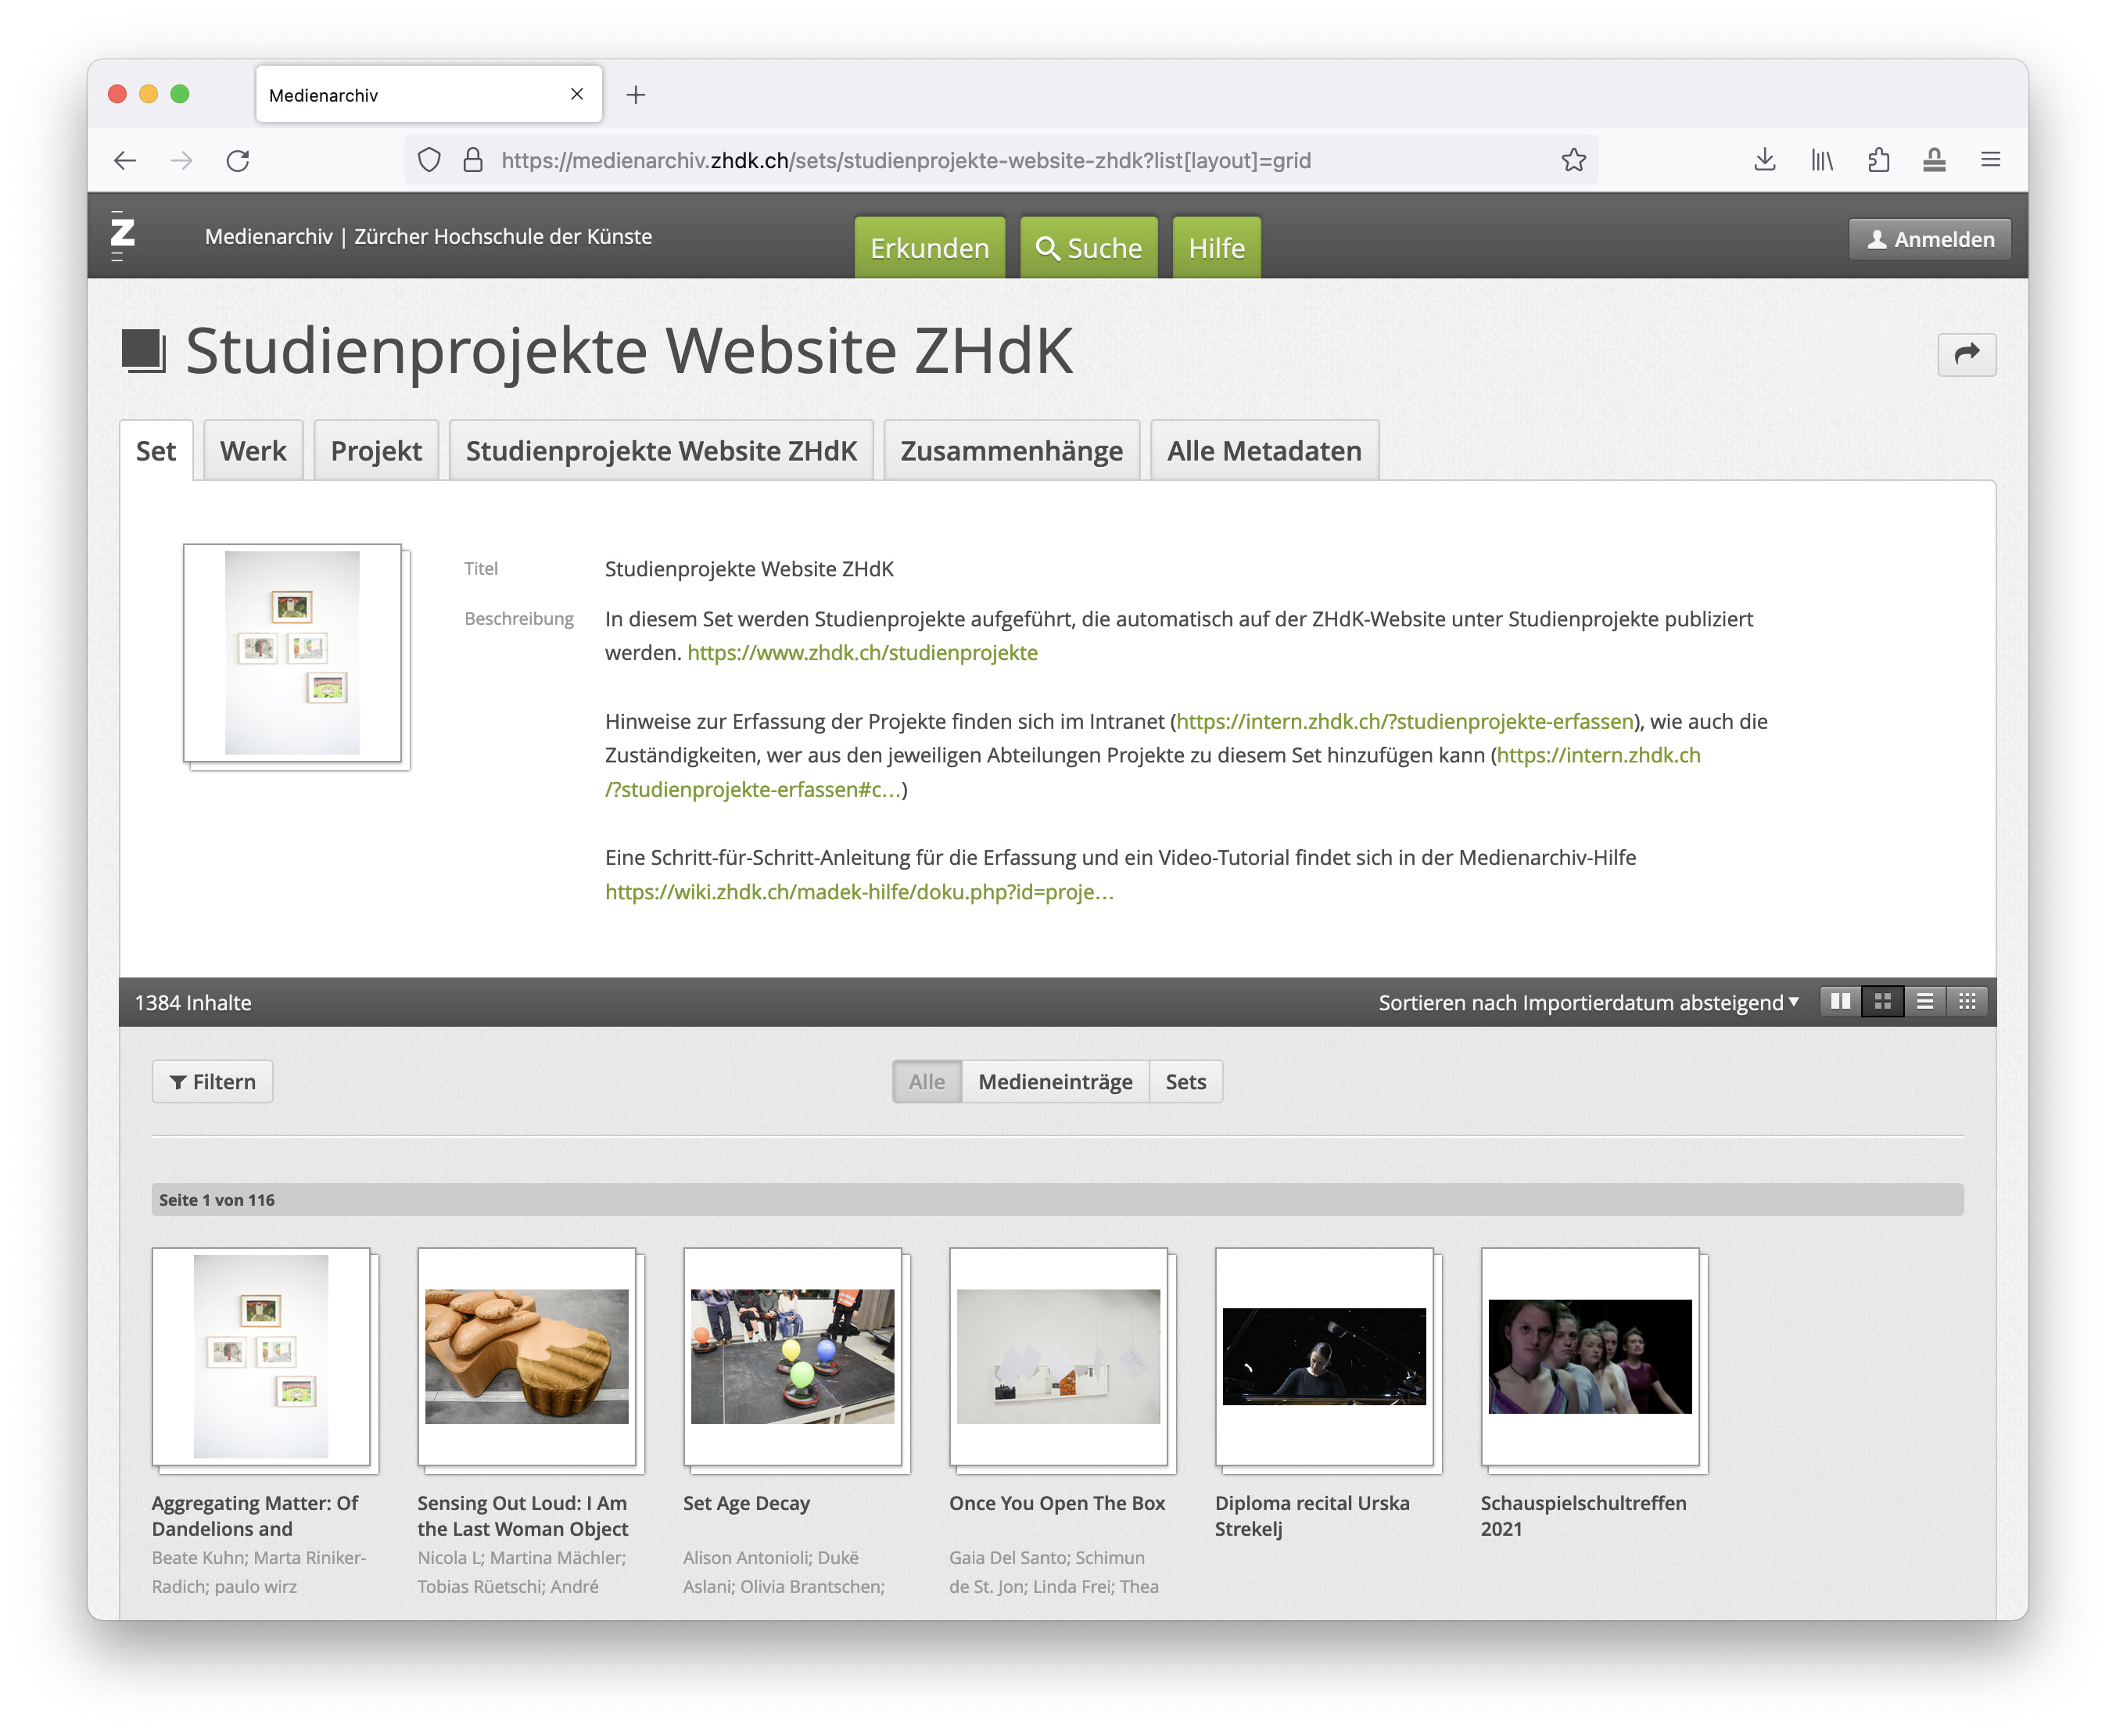 Medienarchiv
https://medienarchiv.zhdk.ch/sets/studienprojekte-website-zhdk?list[layout]=grid
Z
Medienarchiv | Zürcher Hochschule der Künste
Erkunden
Suche
Hilfe
Anmelden
Studienprojekte Website ZHdK
Set
Werk
Projekt
Studienprojekte Website ZHdK
Zusammenhänge
Alle Metadaten
Titel
Studienprojekte Website ZHdK
Beschreibung
In diesem Set werden Studienprojekte aufgeführt, die automatisch auf der ZHdK-Website unter Studienprojekte publiziert
werden. https://www.zhdk.ch/studienprojekte
Hinweise zur Erfassung der Projekte finden sich im Intranet (https://intern.zhdk.ch/?studienprojekte-erfassen), wie auch die
Zuständigkeiten, wer aus den jeweiligen Abteilungen Projekte zu diesem Set hinzufügen kann (https://intern.zhdk.ch
/?studienprojekte-erfassen#c…)
Eine Schritt-für-Schritt-Anleitung für die Erfassung und ein Video-Tutorial findet sich in der Medienarchiv-Hilfe
https://wiki.zhdk.ch/madek-hilfe/doku.php?id=proje…
1384 Inhalte
Sortieren nach Importierdatum absteigend
Filtern
Alle
Medieneinträge
Sets
Seite 1 von 116
Aggregating Matter: Of
Dandelions and
Beate Kuhn; Marta Riniker-
Radich; paulo wirz
Sensing Out Loud: I Am
the Last Woman Object
Nicola L; Martina Mächler;
Tobias Rüetschi; André
Set Age Decay
Alison Antonioli; Dukë
Aslani; Olivia Brantschen;
Once You Open The Box
Gaia Del Santo; Schimun
de St. Jon; Linda Frei; Thea
Diploma recital Urska
Strekelj
Schauspielschultreffen
2021